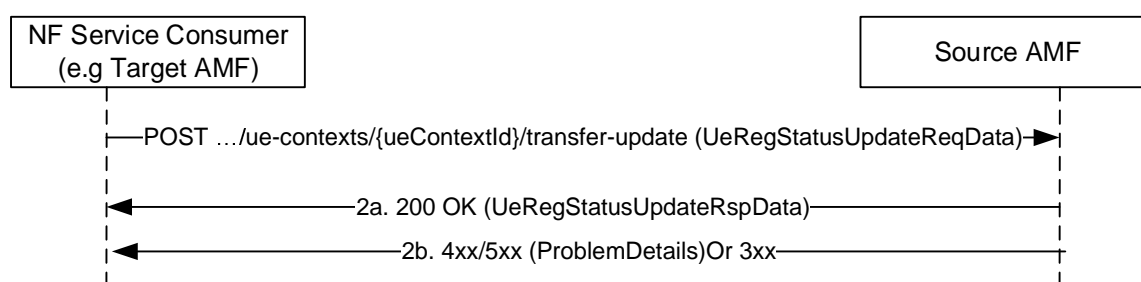 NF Service Consumer
(e.g Target AMF)
Source AMF
POST …/ue-contexts/{ueContextId}/transfer-update (UeRegStatusUpdateReqData)
2a. 200 OK (UeRegStatusUpdateRspData)
2b. 4xx/5xx (ProblemDetails)Or 3xx